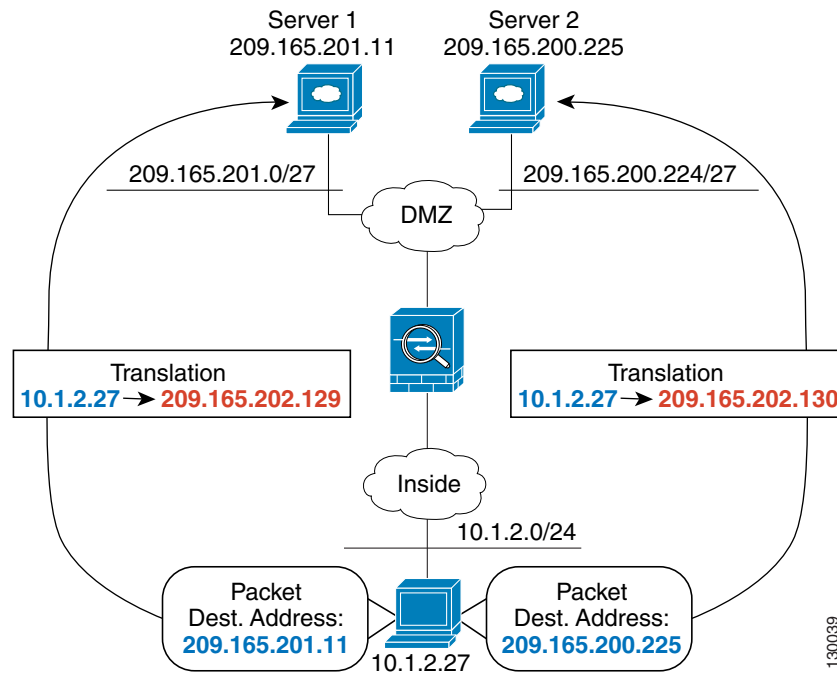 Server 1
209.165.201.11
Server 2
209.165.200.225
209.165.201.0/27
209.165.200.224/27
DMZ
Translation
10.1.2.27 209.165.202.129
Translation
10.1.2.27 209.165.202.130
Inside
10.1.2.0/24
Packet
Dest. Address:
209.165.201.11
Packet
Dest. Address:
209.165.200.225
10.1.2.27
130039